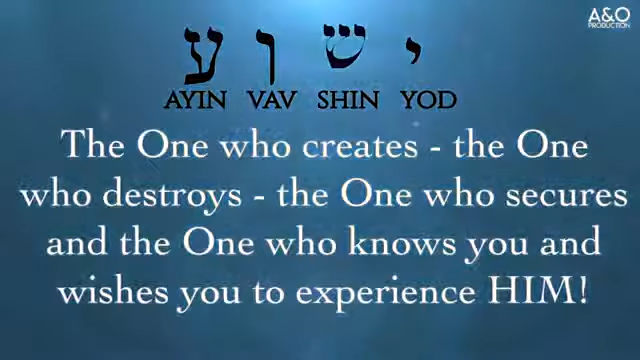 A&O
PRODUCTION
ע ו ש י
AYIN VAV SHIN YOD
The One who creates - the One
who destroys - the One who secures
and the One who knows you and
wishes you to experience HIM!